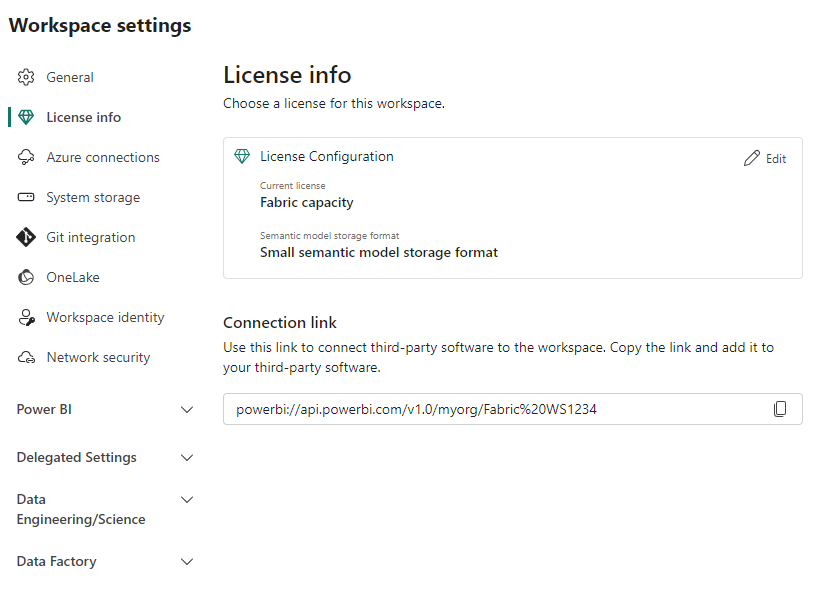 Workspace settings
General
License info
Azure connections
System storage
Git integration
OneLake
Workspace identity
Network security
Power BI
Delegated Settings
Data
Engineering/Science
Data Factory
License info
Choose a license for this workspace.
License Configuration
Edit
Current license
Fabric capacity
Semantic model storage format
Small semantic model storage format
Connection link
Use this link to connect third-party software to the workspace. Copy the link and add it to
your third-party software.
powerbi://api.powerbi.com/v1.0/myorg/Fabric%20WS1234